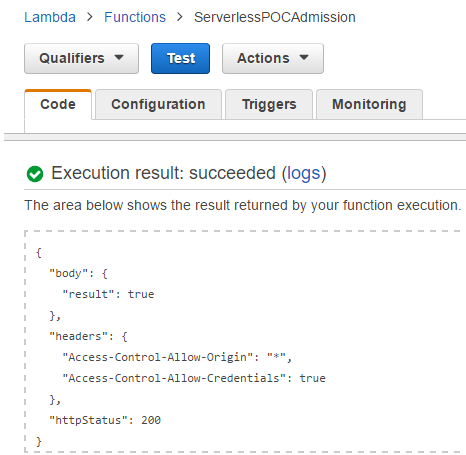 Lambda > Functions > ServerlessPOCAdmission
Qualifiers Test Actions
Code Configuration Triggers Monitoring
Execution result: succeeded (logs)
The area below shows the result returned by your function execution.
{
  "body": {
    "result": true
  },
  "headers": {
    "Access-Control-Allow-Origin": "*",
    "Access-Control-Allow-Credentials": true
  },
  "httpStatus": 200
}